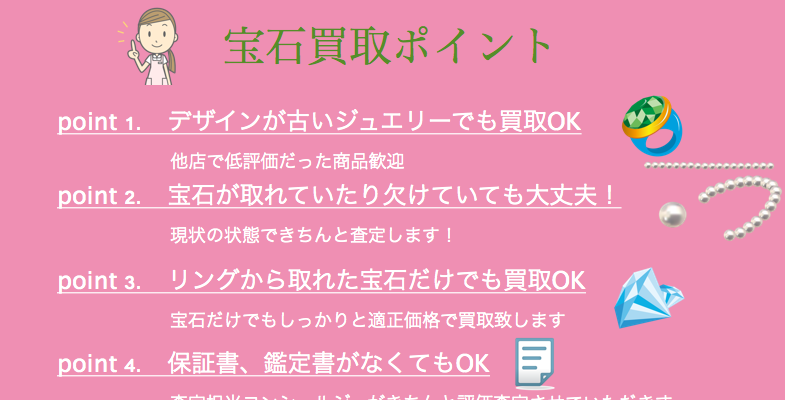 宝石買取ポイント
point 1. デザインが古いジュエリーでも買取OK
他店で低評価だった商品歓迎
point 2. 宝石が取れていたり欠けていても大丈夫！
現状の状態できちんと査定します！
point 3. リングから取れた宝石だけでも買取OK
宝石だけでもしっかりと適正価格で買取致します
point 4. 保証書、鑑定書がなくてもOK